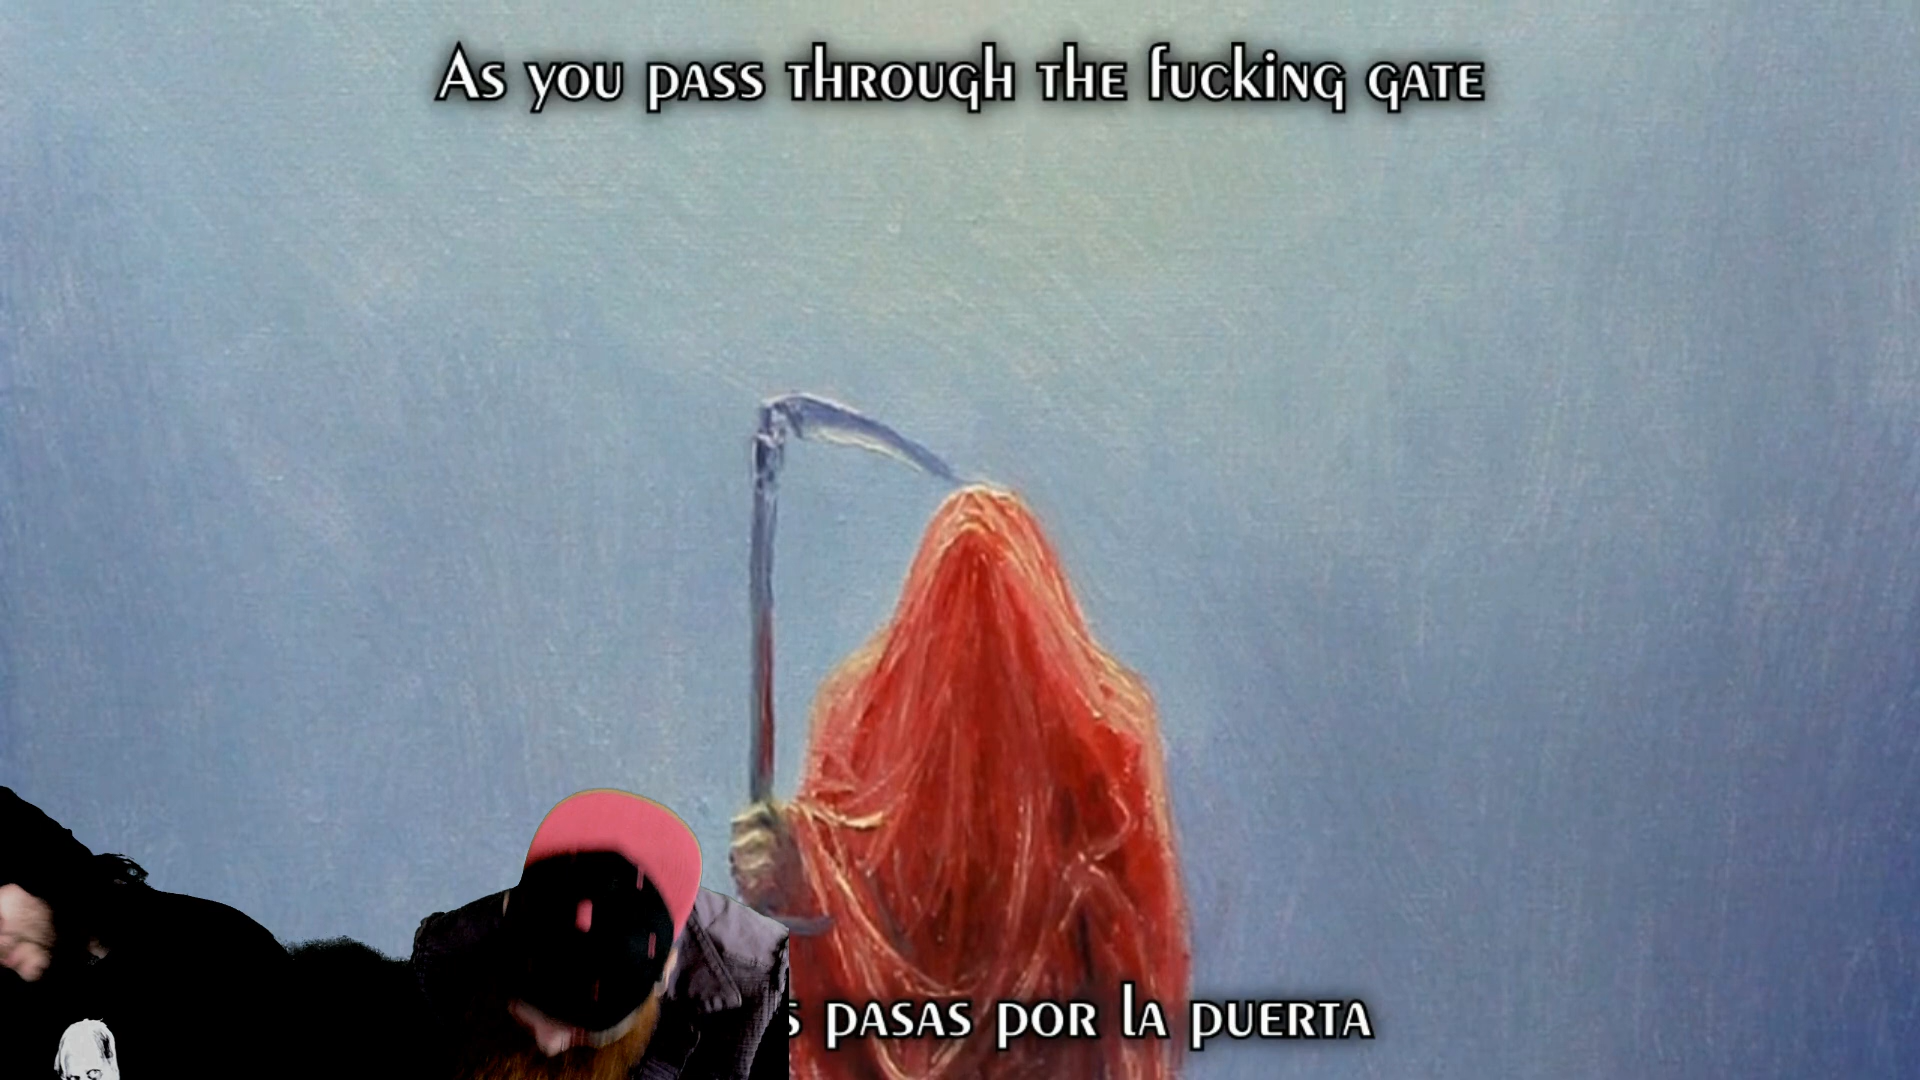 As you pass through the fucking gate
s pasas por la puerta